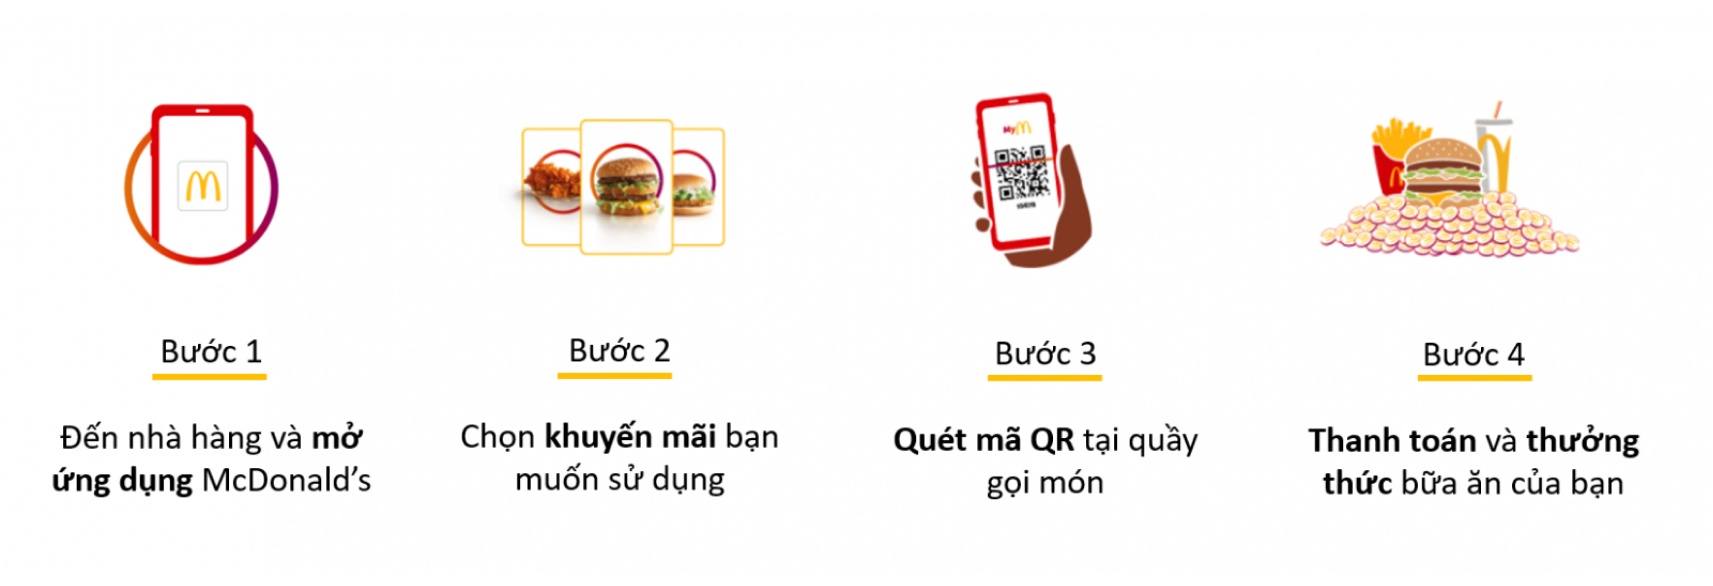 MyM
Bước 1
Đến nhà hàng và mở
ứng dụng McDonald's
Bước 2
Chọn khuyến mãi bạn
muốn sử dụng
Bước 3
Quét mã QR tại quầy
gọi món
Bước 4
Thanh toán và thưởng
thức bữa ăn của bạn